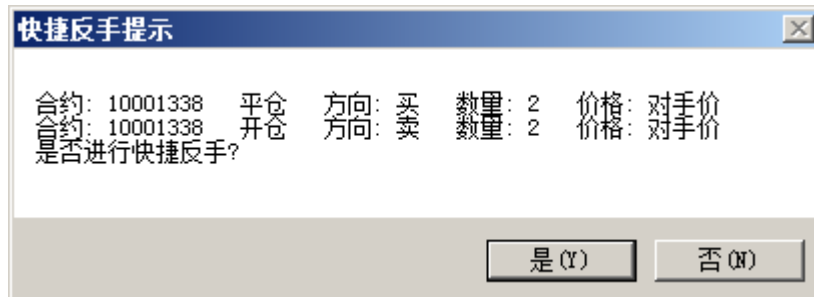 快捷反手提示
合约: 10001338 平仓 方向: 买 数量: 2 价格: 对手价
合约: 10001338 开仓 方向: 卖 数量: 2 价格: 对手价
是否进行快捷反手?
是(Y) 否(N)